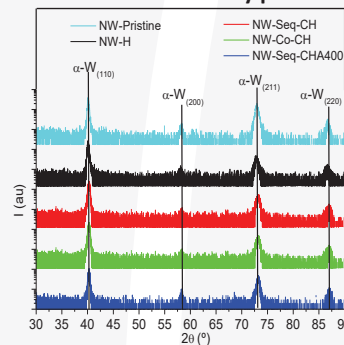 NW-Pristine
NW-H
NW-Seq-CH
NW-Co-CH
NW-Seq-CHA400
α-W(110)
α-W(200)
α-W(211)
α-W(220)
I (au)
30 35 40 45 50 55 60 65 70 75 80 85 90
2θ (º)